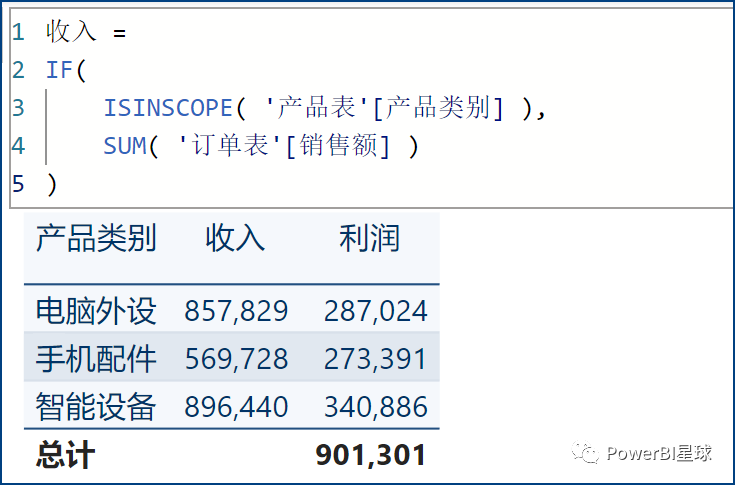 1 收入 =
2 IF(
3 ISINSCOPE( '产品表'[产品类别] ),
4 SUM( '订单表'[销售额] )
5 )
产品类别 收入 利润
电脑外设 857,829 287,024
手机配件 569,728 273,391
智能设备 896,440 340,886
总计 901,301
PowerBI星球